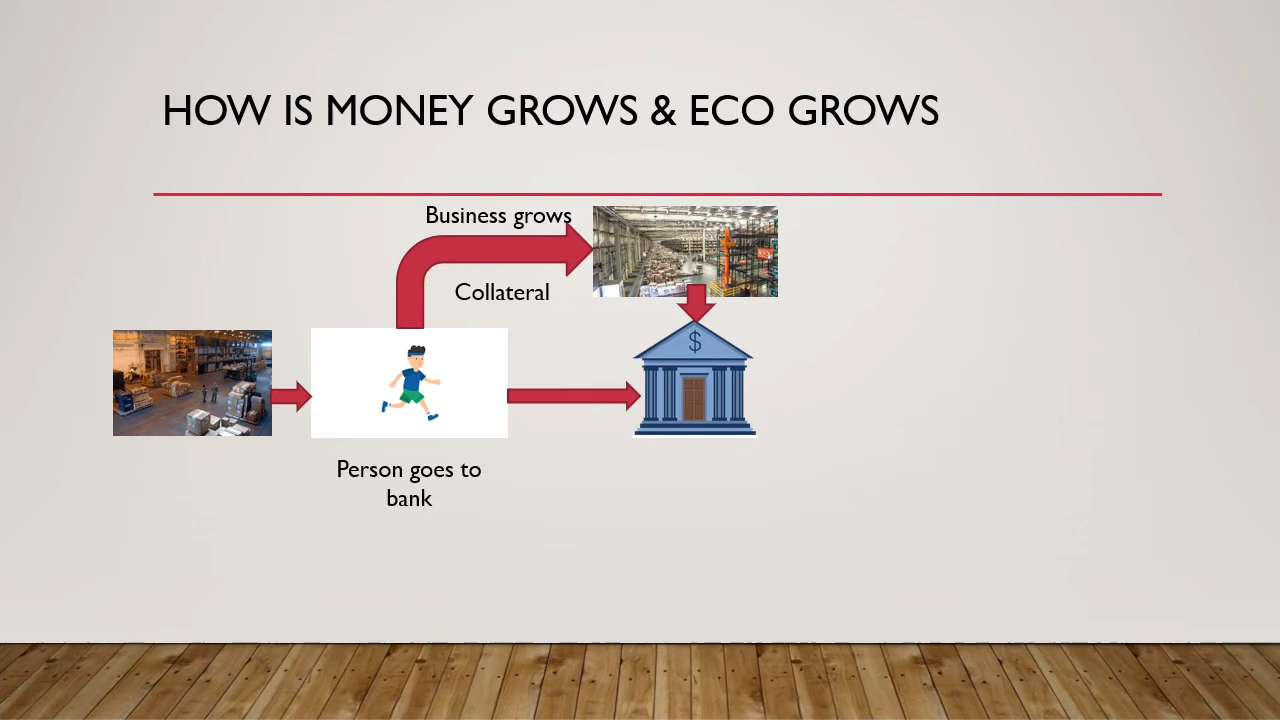 HOW IS MONEY GROWS & ECO GROWS
Business grows
Collateral
$
Person goes to
bank